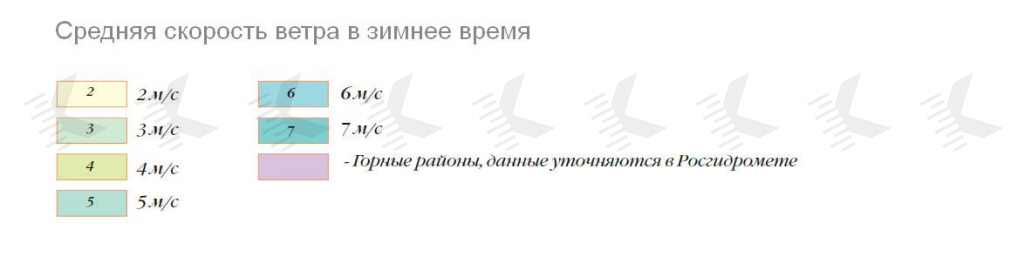 Средняя скорость ветра в зимнее время
2 2 м/с
3 3 м/с
4 4 м/с
5 5 м/с
6 6 м/с
7 7 м/с
- Горные районы, данные уточняются в Росгидромете